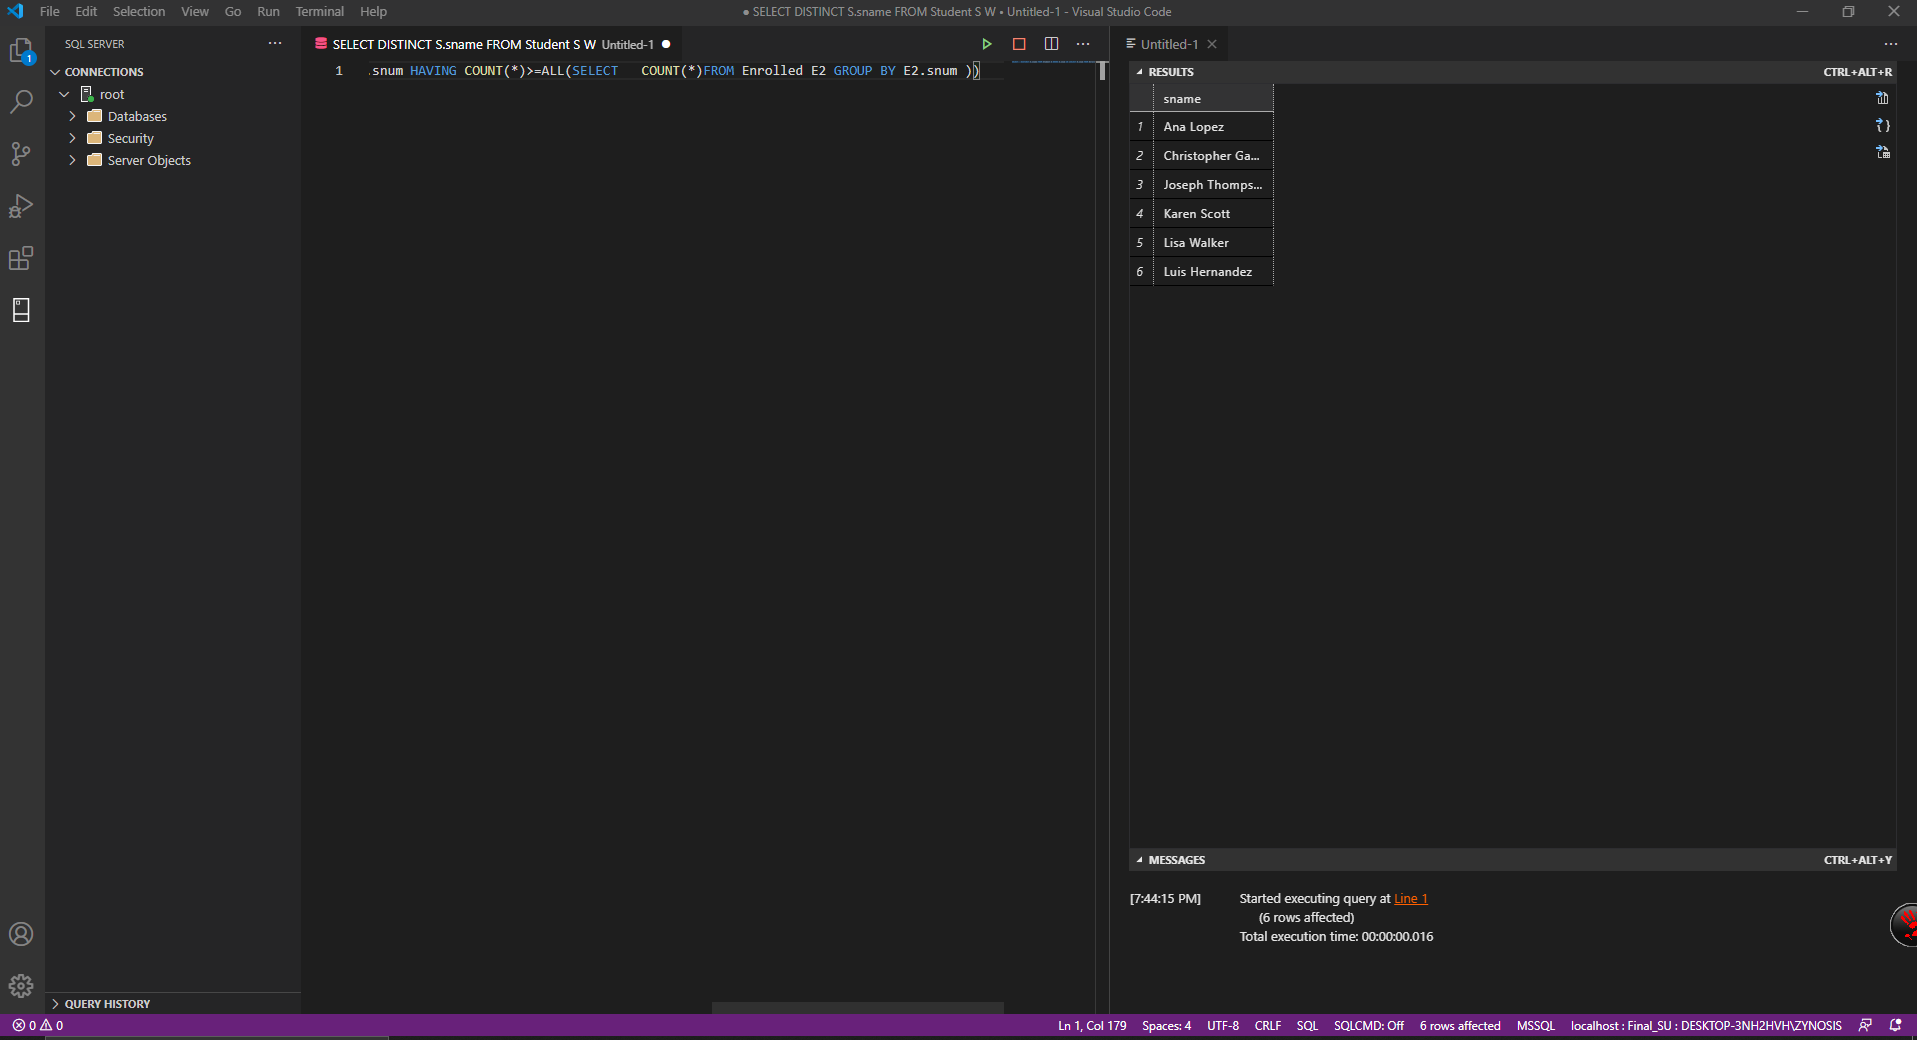 File Edit Selection View Go Run Terminal Help
● SELECT DISTINCT S.sname FROM Student S W • Untitled-1 - Visual Studio Code
1
SQL SERVER
CONNECTIONS
root
Databases
Security
Server Objects
QUERY HISTORY
SELECT DISTINCT S.sname FROM Student S W Untitled-1
1 .snum HAVING COUNT(*)>=ALL(SELECT   COUNT(*)FROM Enrolled E2 GROUP BY E2.snum ))
Untitled-1
RESULTS CTRL+ALT+R
sname
1 Ana Lopez
2 Christopher Ga...
3 Joseph Thomps...
4 Karen Scott
5 Lisa Walker
6 Luis Hernandez
MESSAGES CTRL+ALT+Y
[7:44:15 PM] Started executing query at Line 1
(6 rows affected)
Total execution time: 00:00:00.016
0 0 Ln 1, Col 179 Spaces: 4 UTF-8 CRLF SQL SQLCMD: Off 6 rows affected MSSQL localhost : Final_SU : DESKTOP-3NH2HVH\ZYNOSIS